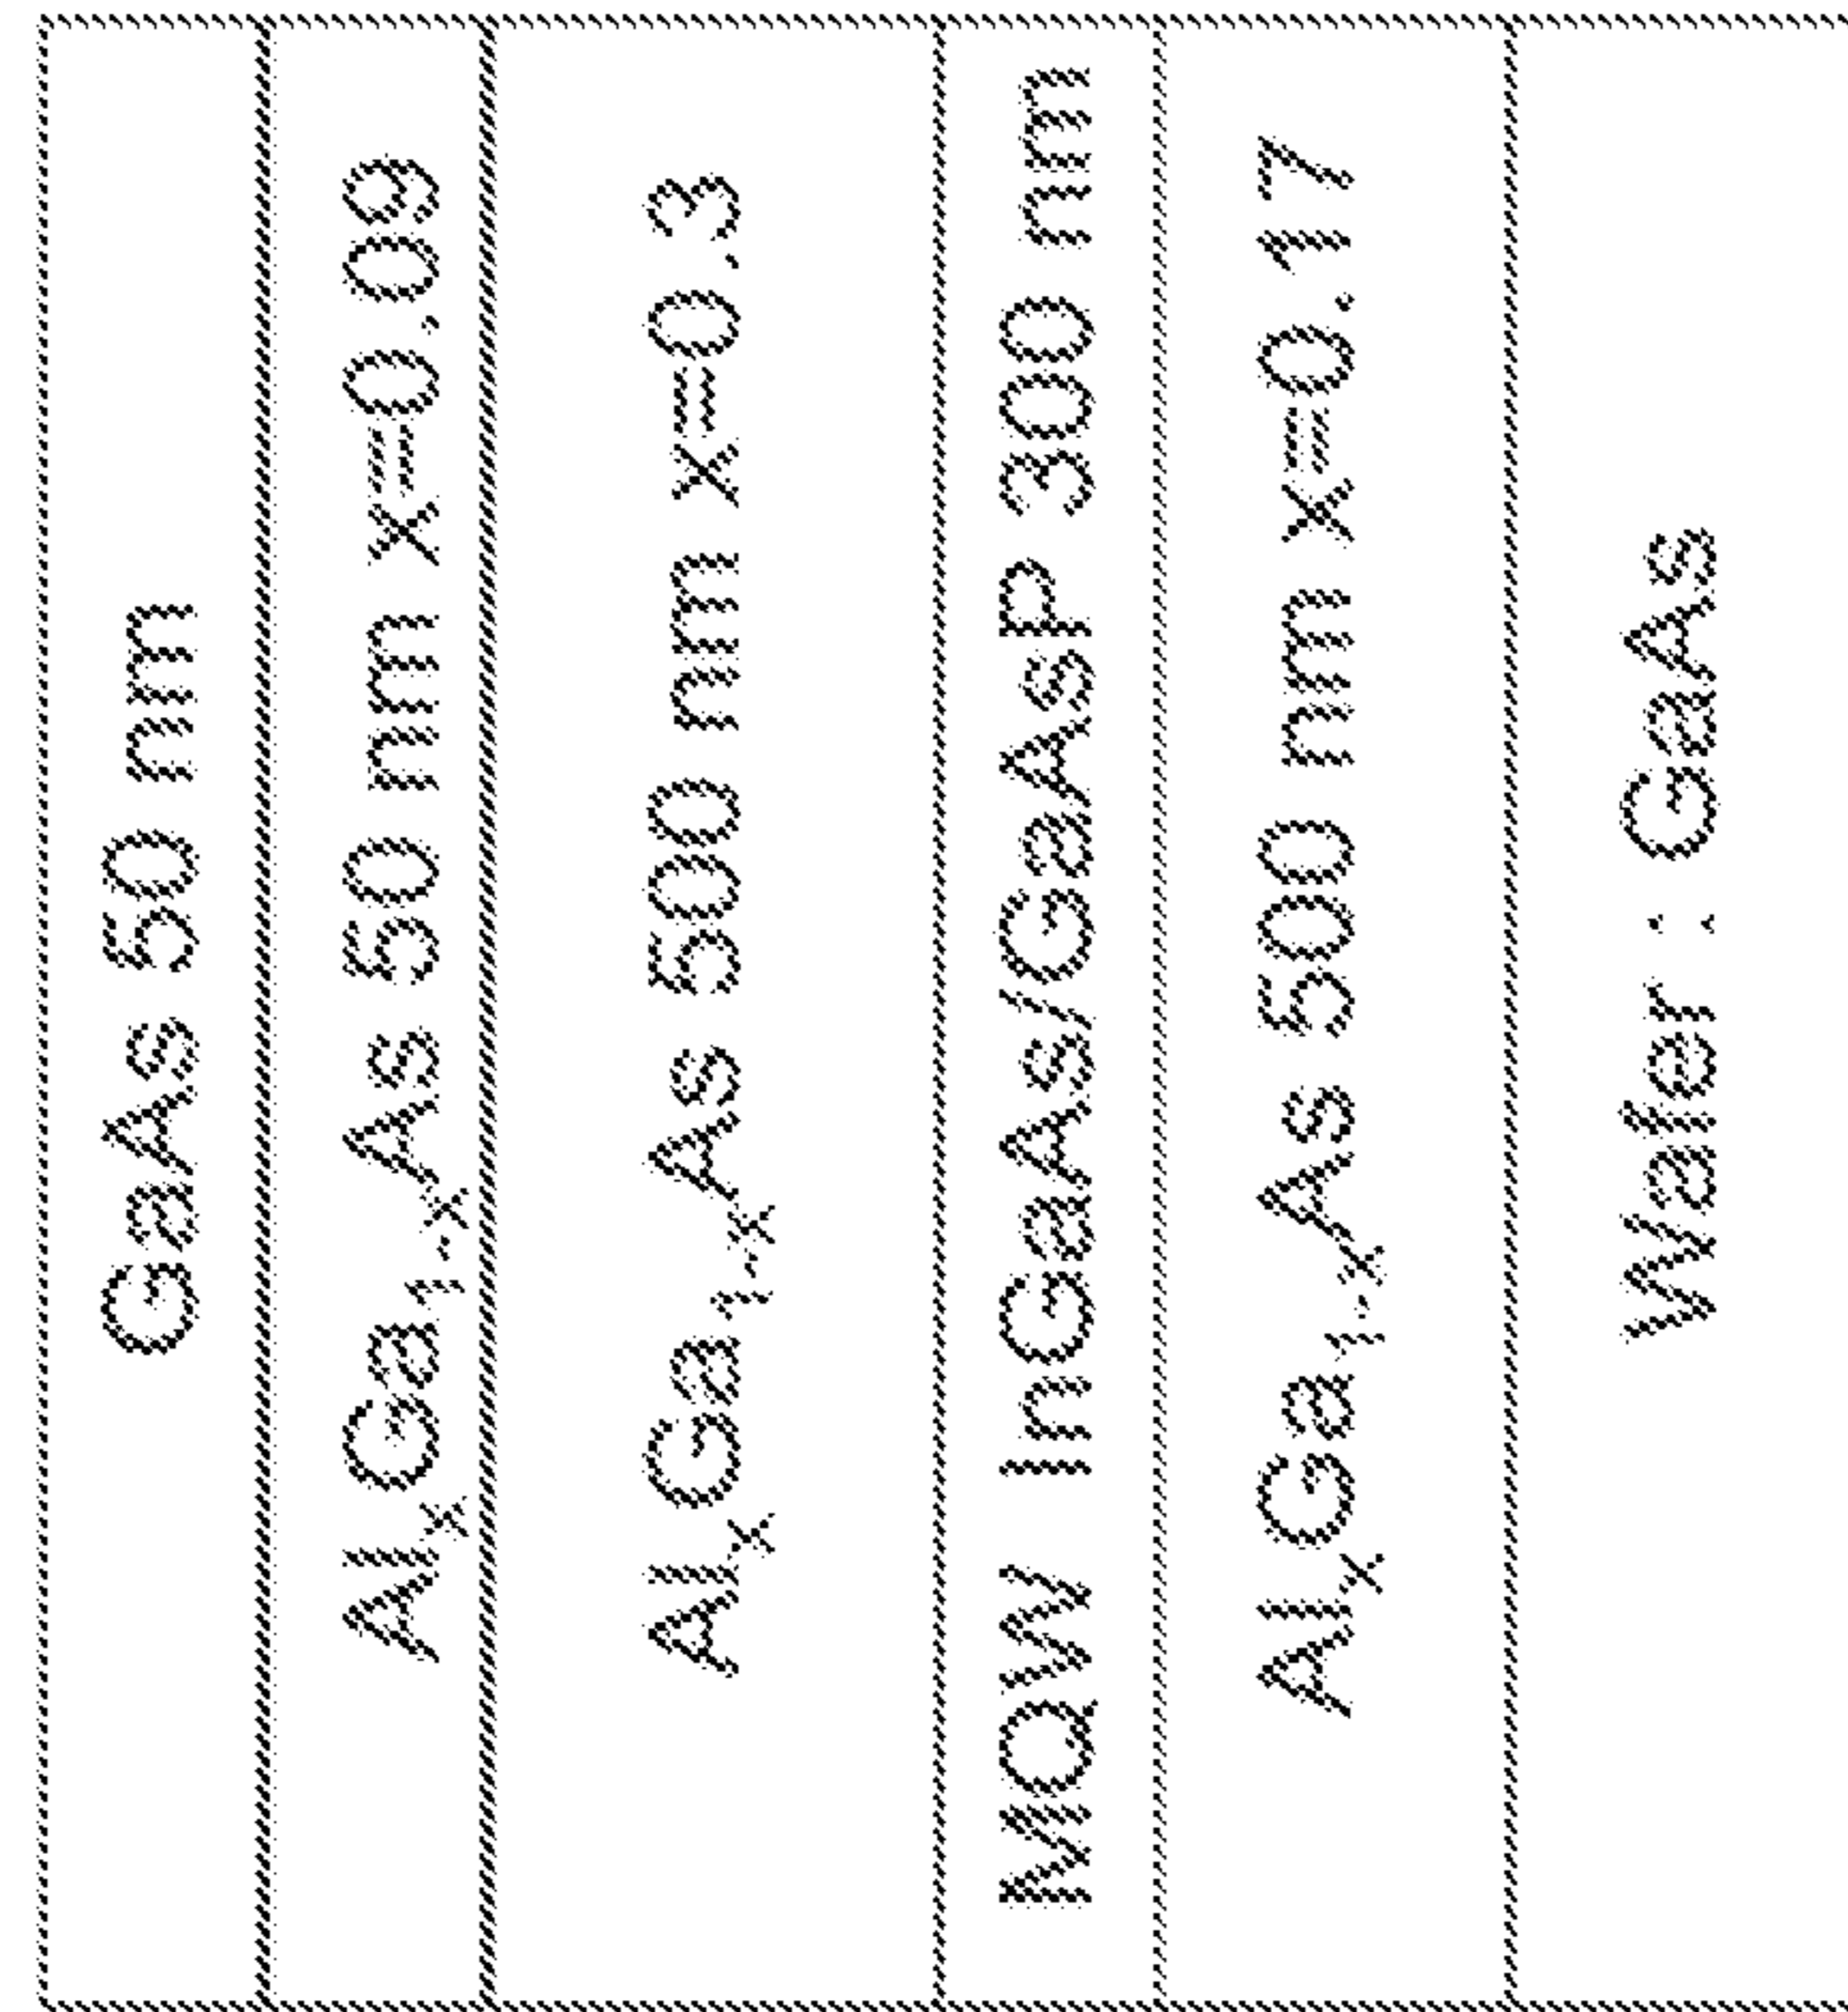 GaAs 50 nm
AlₓGa₁₋ₓAs 50 nm x=0.09
AlₓGa₁₋ₓAs 500 nm x=0.3
MQW InGaAs/GaAsP 300 nm
AlₓGa₁₋ₓAs 500 nm x=0.17
Wafer : GaAs